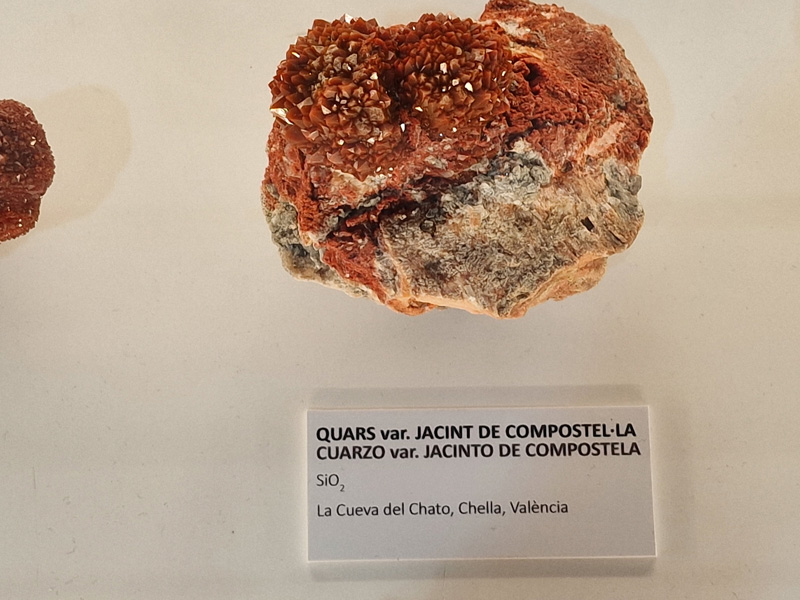 QUARS var. JACINT DE COMPOSTEL·LA
CUARZO var. JACINTO DE COMPOSTELA
SiO₂
La Cueva del Chato, Chella, València